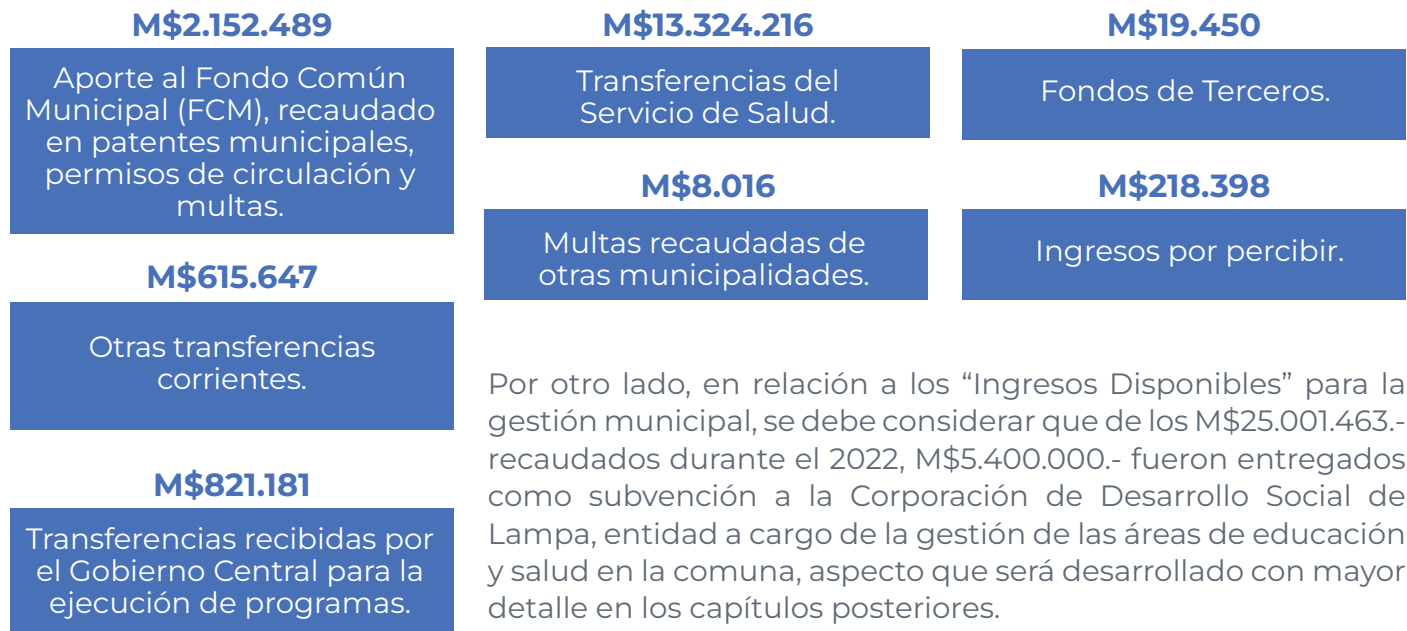 M$2.152.489
Aporte al Fondo Común
Municipal (FCM), recaudado
en patentes municipales,
permisos de circulación y
multas.
M$615.647
Otras transferencias
corrientes.
M$821.181
Transferencias recibidas por
el Gobierno Central para la
ejecución de programas.
M$13.324.216
Transferencias del
Servicio de Salud.
M$8.016
Multas recaudadas de
otras municipalidades.
M$19.450
Fondos de Terceros.
M$218.398
Ingresos por percibir.
Por otro lado, en relación a los “Ingresos Disponibles” para la
gestión municipal, se debe considerar que de los M$25.001.463.-
recaudados durante el 2022, M$5.400.000.- fueron entregados
como subvención a la Corporación de Desarrollo Social de
Lampa, entidad a cargo de la gestión de las áreas de educación
y salud en la comuna, aspecto que será desarrollado con mayor
detalle en los capítulos posteriores.